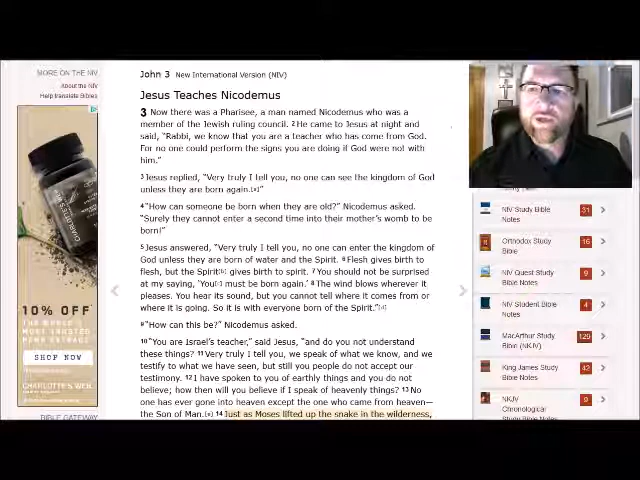 MORE ON THE NIV
About the NIV
Help translate Bibles
10% OFF*
THE WORLD'S
MOST TRUSTED
HEMP EXTRACT
SHOP NOW
CHARLOTTE'S WEB
BIBLE GATEWAY
John 3 New International Version (NIV)
Jesus Teaches Nicodemus
3 Now there was a Pharisee, a man named Nicodemus who was a
member of the Jewish ruling council. 2 He came to Jesus at night and
said, “Rabbi, we know that you are a teacher who has come from God.
For no one could perform the signs you are doing if God were not with
him.”
3 Jesus replied, “Very truly I tell you, no one can see the kingdom of God
unless they are born again.[a]”
4 “How can someone be born when they are old?” Nicodemus asked.
“Surely they cannot enter a second time into their mother’s womb to be
born!”
5 Jesus answered, “Very truly I tell you, no one can enter the kingdom of
God unless they are born of water and the Spirit. 6 Flesh gives birth to
flesh, but the Spirit[b] gives birth to spirit. 7 You should not be surprised
at my saying, ‘You[c] must be born again.’ 8 The wind blows wherever it
pleases. You hear its sound, but you cannot tell where it comes from or
where it is going. So it is with everyone born of the Spirit.”[d]
9 “How can this be?” Nicodemus asked.
10 “You are Israel’s teacher,” said Jesus, “and do you not understand
these things? 11 Very truly I tell you, we speak of what we know, and we
testify to what we have seen, but still you people do not accept our
testimony. 12 I have spoken to you of earthly things and you do not
believe; how then will you believe if I speak of heavenly things? 13 No
one has ever gone into heaven except the one who came from heaven—
the Son of Man.[e] 14 Just as Moses lifted up the snake in the wilderness,
NIV Study Bible
Notes
31
Orthodox Study
Bible
16
NIV Quest Study
Bible Notes
9
NIV Student Bible
Notes
4
MacArthur Study
Bible (NKJV)
129
King James Study
Bible Notes
42
NKJV
Chronological
Study Bible Notes
9